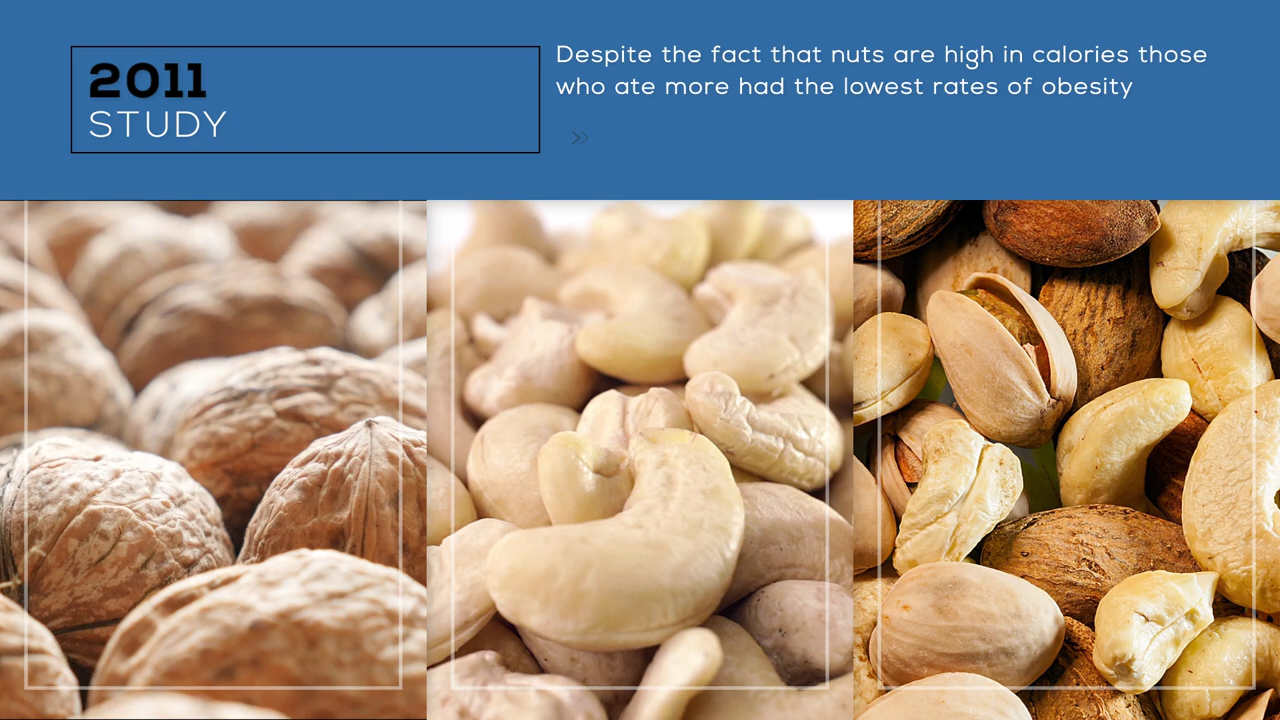 2011
STUDY
Despite the fact that nuts are high in calories those
who ate more had the lowest rates of obesity